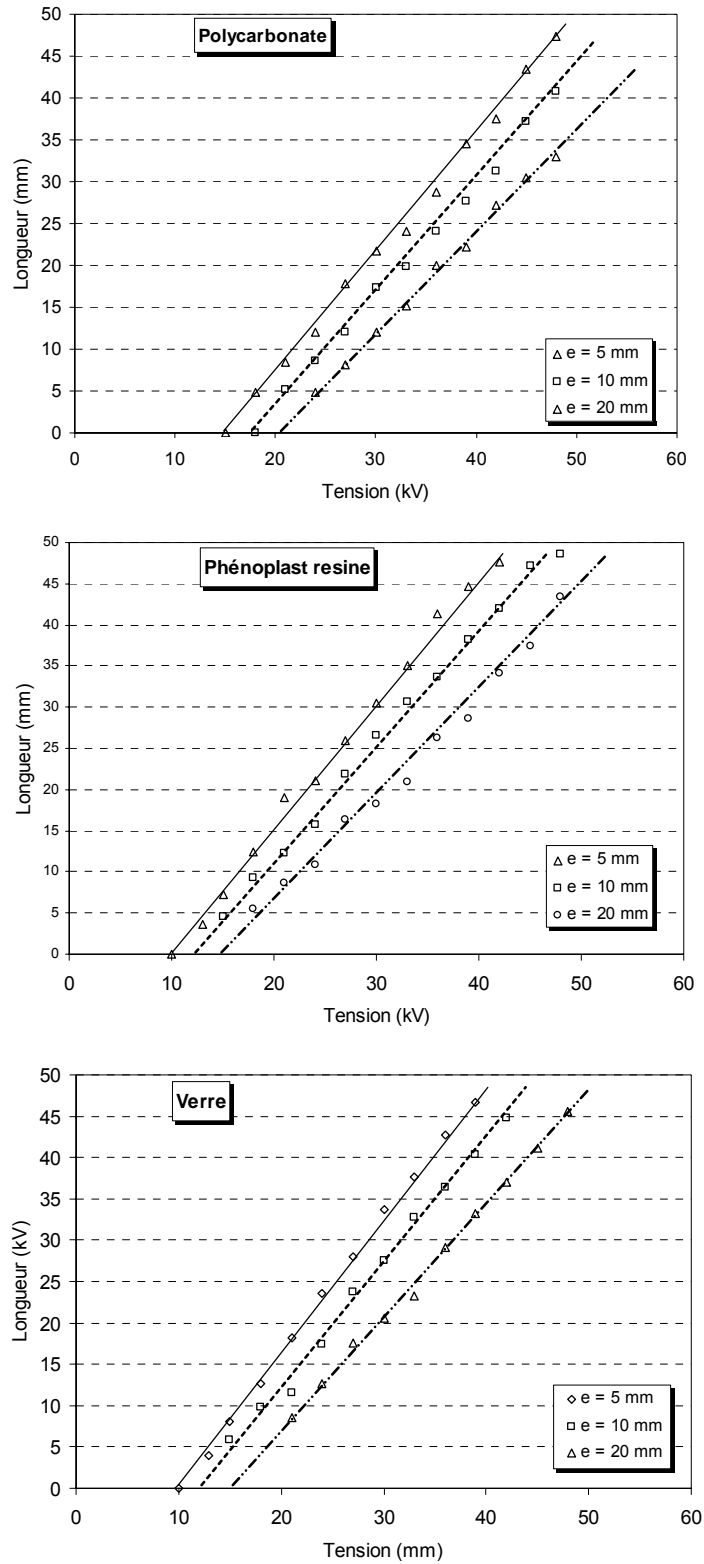 Polycarbonate
50
45
40
35
30
25
20
15
10
5
0
Longueur (mm)
e = 5 mm
e = 10 mm
e = 20 mm
0 10 20 30 40 50 60
Tension (kV)
Phénoplast resine
50
45
40
35
30
25
20
15
10
5
0
Longueur (mm)
e = 5 mm
e = 10 mm
e = 20 mm
0 10 20 30 40 50 60
Tension (kV)
Verre
50
45
40
35
30
25
20
15
10
5
0
Longueur (kV)
e = 5 mm
e = 10 mm
e = 20 mm
0 10 20 30 40 50 60
Tension (mm)